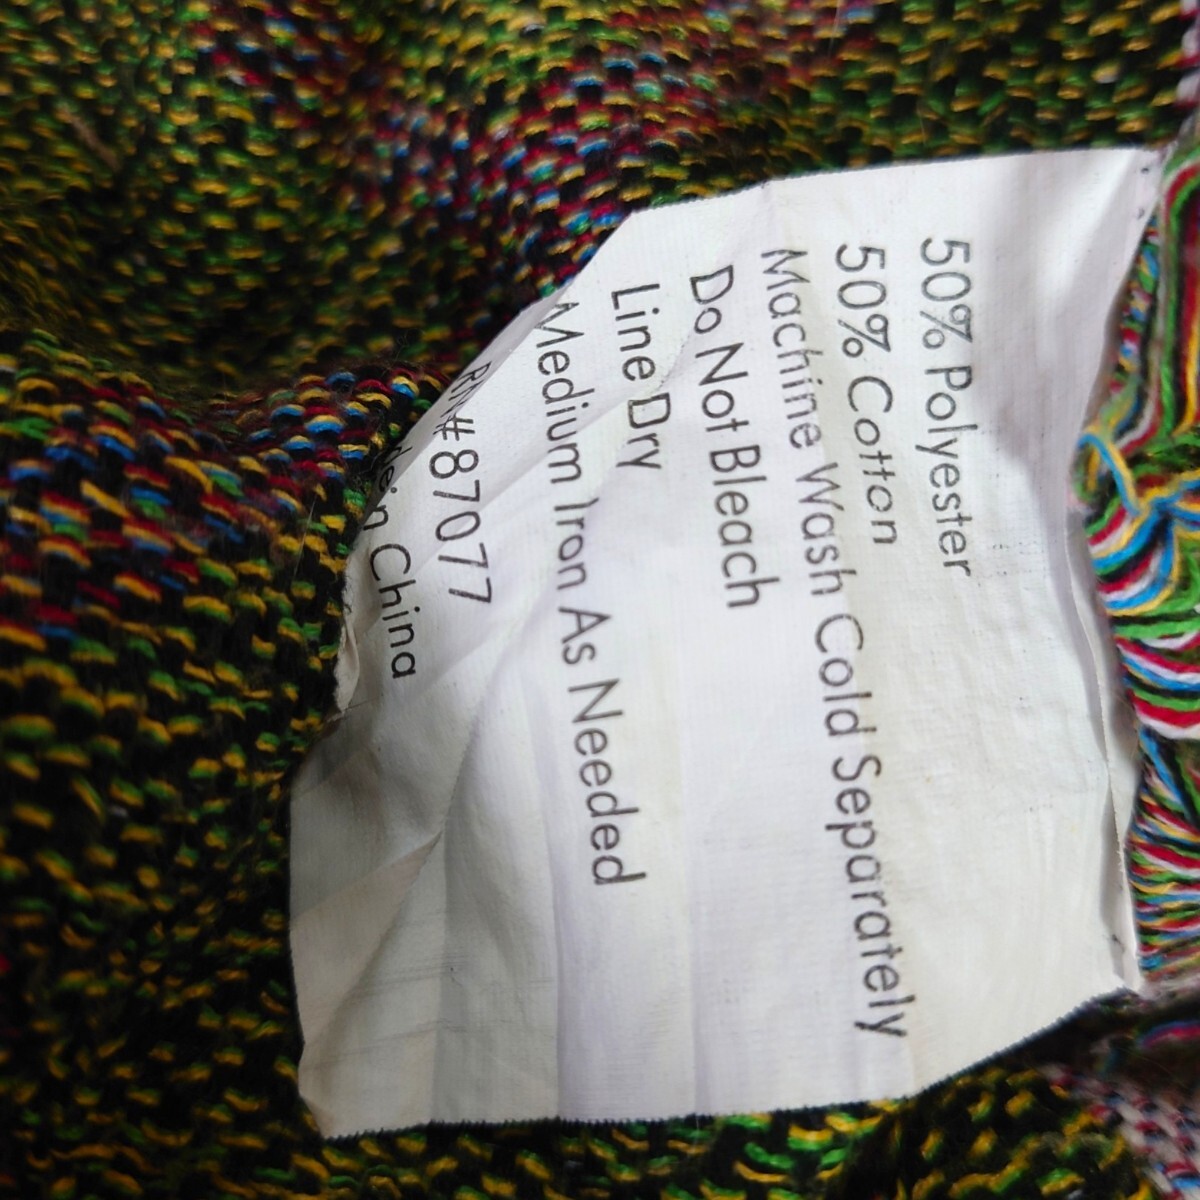 50% Polyester
50% Cotton
Machine Wash Cold Separately
Do Not Bleach
Line Dry
Medium Iron As Needed
RN#87077
China